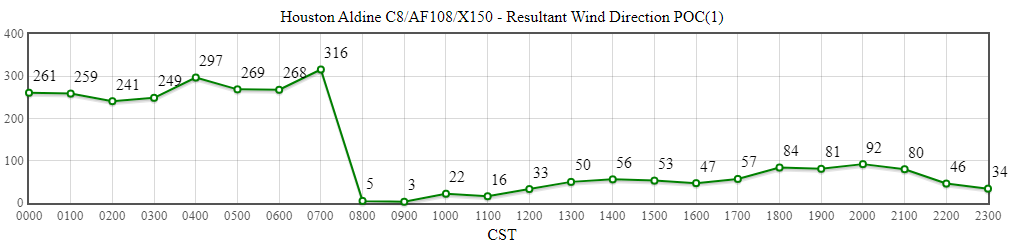 Houston Aldine C8/AF108/X150 - Resultant Wind Direction POC(1)
400
300
200
100
0
261 259 241 249 297 269 268 316 5 3 22 16 33 50 56 53 47 57 84 81 92 80 46 34
0000 0100 0200 0300 0400 0500 0600 0700 0800 0900 1000 1100 1200 1300 1400 1500 1600 1700 1800 1900 2000 2100 2200 2300
CST